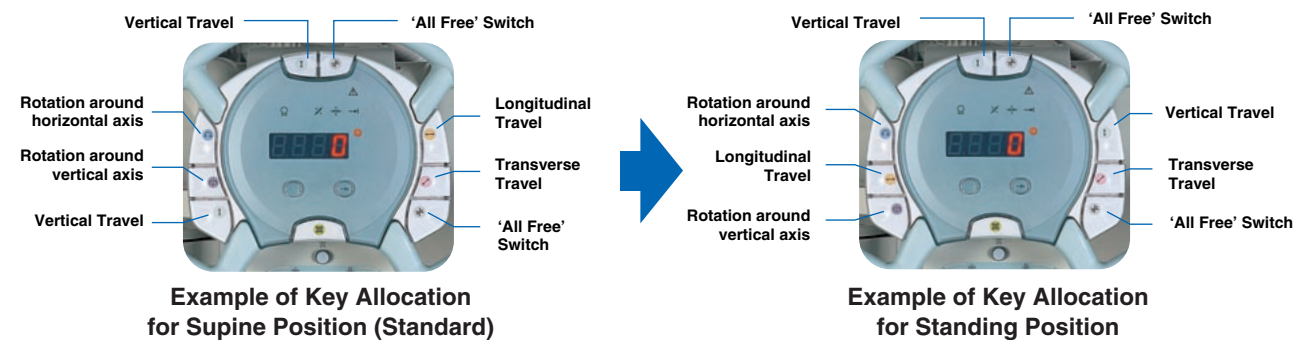 Vertical Travel
‘All Free’ Switch
Rotation around
horizontal axis
Rotation around
vertical axis
Vertical Travel
Longitudinal
Travel
Transverse
Travel
‘All Free’
Switch
0
Example of Key Allocation
for Supine Position (Standard)
Vertical Travel
‘All Free’ Switch
Rotation around
horizontal axis
Longitudinal
Travel
Rotation around
vertical axis
Vertical Travel
Transverse
Travel
‘All Free’ Switch
0
Example of Key Allocation
for Standing Position